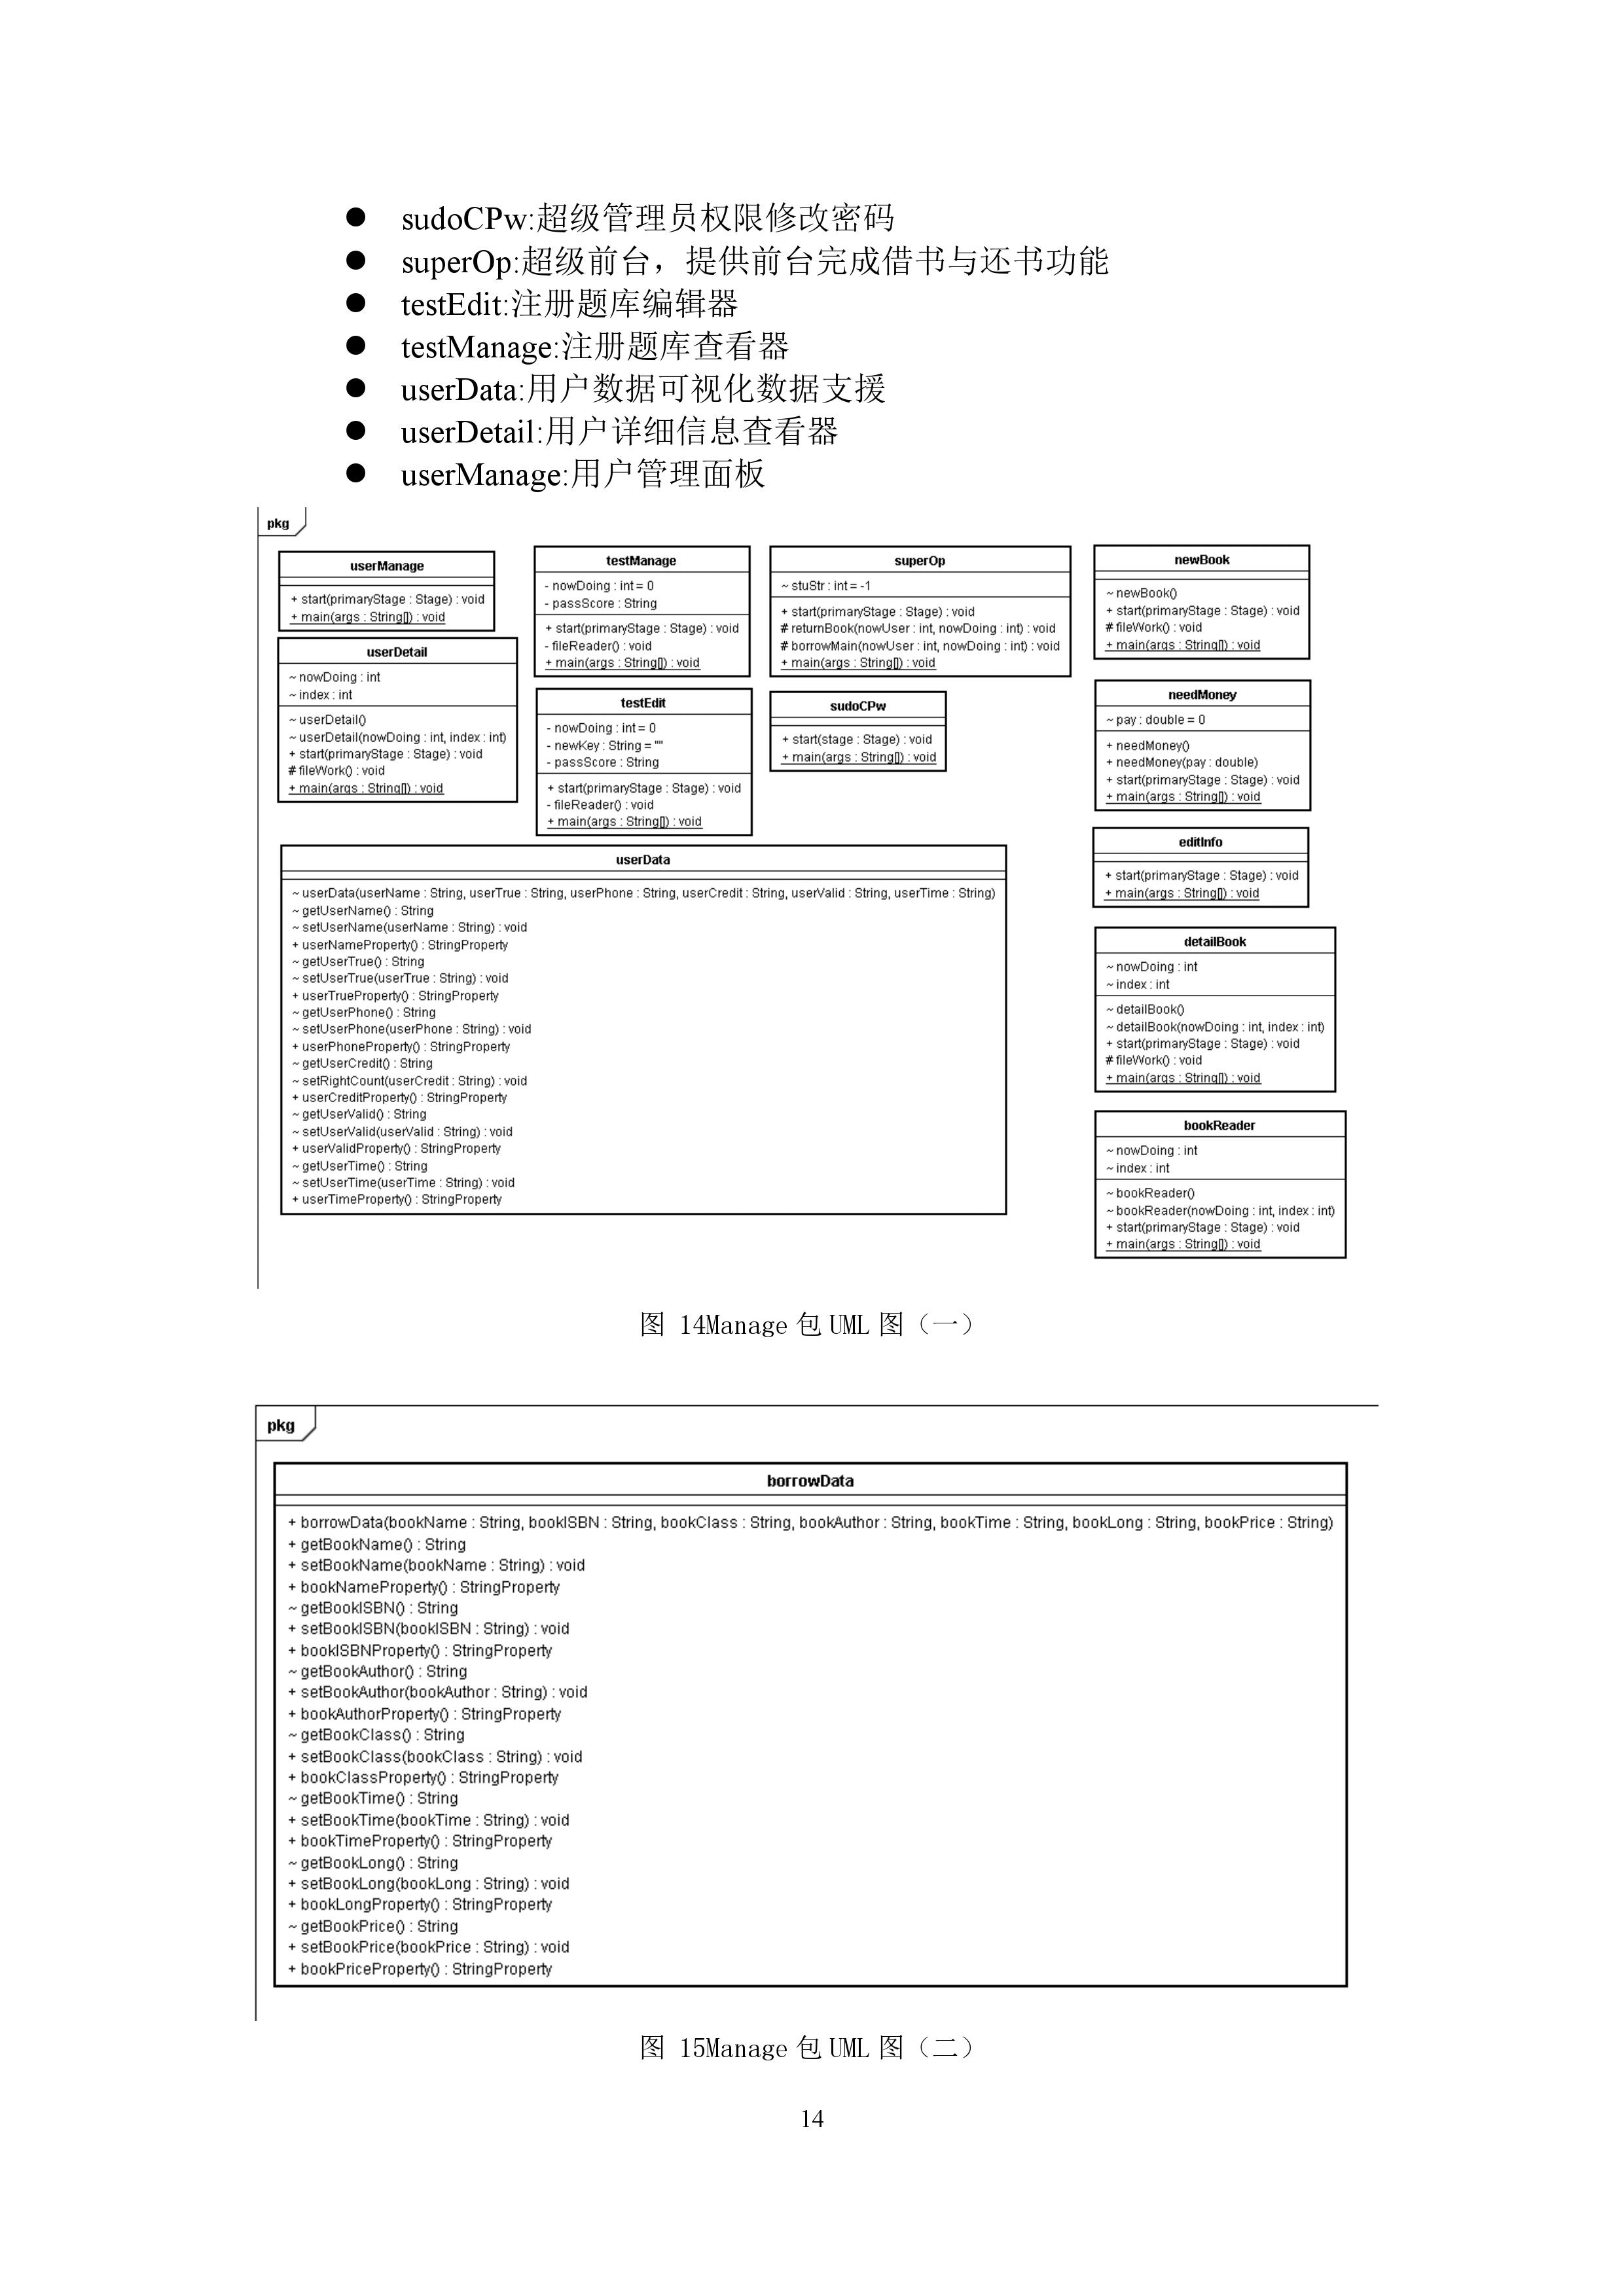 ● sudoCPw:超级管理员权限修改密码
● superOp:超级前台，提供前台完成借书与还书功能
● testEdit:注册题库编辑器
● testManage:注册题库查看器
● userData:用户数据可视化数据支援
● userDetail:用户详细信息查看器
● userManage:用户管理面板
pkg
userManage
+ start(primaryStage : Stage) : void
+ main(args : String[]) : void
userDetail
~ nowDoing : int
~ index : int
~ userDetail()
~ userDetail(nowDoing : int, index : int)
+ start(primaryStage : Stage) : void
# fileWork() : void
+ main(args : String[]) : void
testManage
- nowDoing : int = 0
- passScore : String
+ start(primaryStage : Stage) : void
- fileReader() : void
+ main(args : String[]) : void
testEdit
- nowDoing : int = 0
- newKey : String = ""
- passScore : String
+ start(primaryStage : Stage) : void
- fileReader() : void
+ main(args : String[]) : void
superOp
~ stuStr : int = -1
+ start(primaryStage : Stage) : void
# returnBook(nowUser : int, nowDoing : int) : void
# borrowMain(nowUser : int, nowDoing : int) : void
+ main(args : String[]) : void
sudoCPw
+ start(stage : Stage) : void
+ main(args : String[]) : void
newBook
~ newBook()
+ start(primaryStage : Stage) : void
# fileWork() : void
+ main(args : String[]) : void
needMoney
~ pay : double = 0
+ needMoney()
+ needMoney(pay : double)
+ start(primaryStage : Stage) : void
+ main(args : String[]) : void
editInfo
+ start(primaryStage : Stage) : void
+ main(args : String[]) : void
detailBook
~ nowDoing : int
~ index : int
~ detailBook()
~ detailBook(nowDoing : int, index : int)
+ start(primaryStage : Stage) : void
# fileWork() : void
+ main(args : String[]) : void
bookReader
~ nowDoing : int
~ index : int
~ bookReader()
~ bookReader(nowDoing : int, index : int)
+ start(primaryStage : Stage) : void
+ main(args : String[]) : void
userData
~ userData(userName : String, userTrue : String, userPhone : String, userCredit : String, userValid : String, userTime : String)
~ getUserName() : String
~ setUserName(userName : String) : void
+ userNameProperty() : StringProperty
~ getUserTrue() : String
~ setUserTrue(userTrue : String) : void
+ userTrueProperty() : StringProperty
~ getUserPhone() : String
~ setUserPhone(userPhone : String) : void
+ userPhoneProperty() : StringProperty
~ getUserCredit() : String
~ setRightCount(userCredit : String) : void
+ userCreditProperty() : StringProperty
~ getUserValid() : String
~ setUserValid(userValid : String) : void
+ userValidProperty() : StringProperty
~ getUserTime() : String
~ setUserTime(userTime : String) : void
+ userTimeProperty() : StringProperty
图 14Manage 包 UML 图（一）
pkg
borrowData
+ borrowData(bookName : String, bookISBN : String, bookClass : String, bookAuthor : String, bookTime : String, bookLong : String, bookPrice : String)
+ getBookName() : String
+ setBookName(bookName : String) : void
+ bookNameProperty() : StringProperty
~ getBookISBN() : String
+ setBookISBN(bookISBN : String) : void
+ bookISBNProperty() : StringProperty
~ getBookAuthor() : String
+ setBookAuthor(bookAuthor : String) : void
+ bookAuthorProperty() : StringProperty
~ getBookClass() : String
+ setBookClass(bookClass : String) : void
+ bookClassProperty() : StringProperty
~ getBookTime() : String
+ setBookTime(bookTime : String) : void
+ bookTimeProperty() : StringProperty
~ getBookLong() : String
+ setBookLong(bookLong : String) : void
+ bookLongProperty() : StringProperty
~ getBookPrice() : String
+ setBookPrice(bookPrice : String) : void
+ bookPriceProperty() : StringProperty
图 15Manage 包 UML 图（二）
14